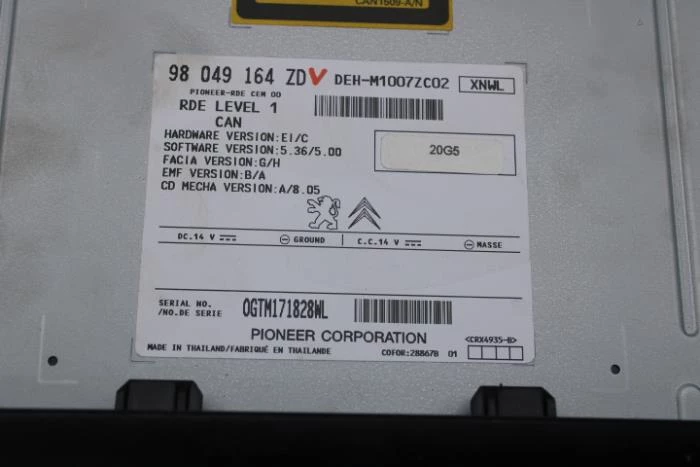 CAN1509-A/N
98 049 164 ZD DEH-M1007ZC02 XNWL
PIONEER-RDE CEM 00
RDE LEVEL 1
CAN
HARDWARE VERSION:EI/C
SOFTWARE VERSION:5.36/5.00
20G5
FACIA VERSION:G/H
EMF VERSION:B/A
CD MECHA VERSION:A/8.05
DC.14 V GROUND C.C.14 V MASSE
SERIAL NO.
/NO.DE SERIE
OGTM171828WL
PIONEER CORPORATION <CRX4935-B>
MADE IN THAILAND/FABRIQUÉ EN THAILANDE COFOR:28867B 01